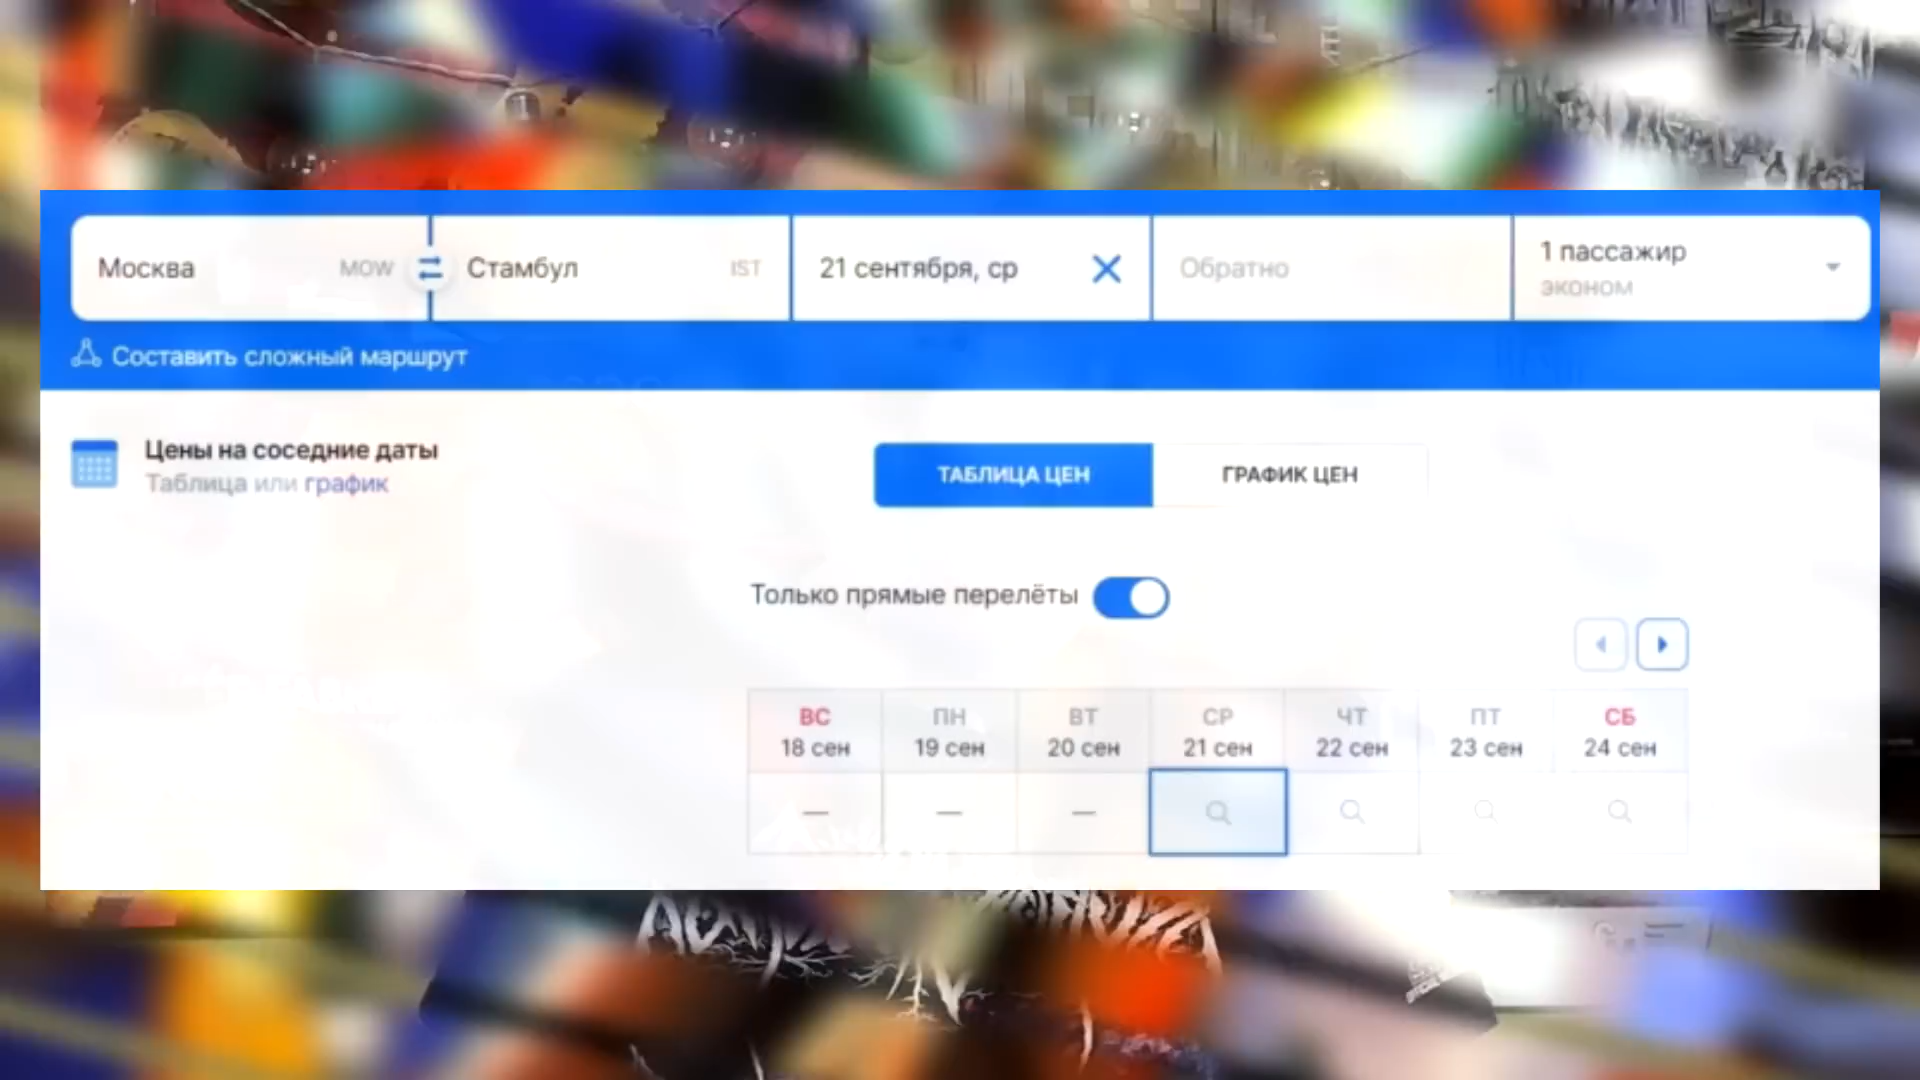 Москва MOW Стамбул IST 21 сентября, ср Обратно 1 пассажир
эконом
Составить сложный маршрут
Цены на соседние даты
Таблица или график
ТАБЛИЦА ЦЕН ГРАФИК ЦЕН
Только прямые перелёты
ВС ПН ВТ СР ЧТ ПТ СБ
18 сен 19 сен 20 сен 21 сен 22 сен 23 сен 24 сен
— — —